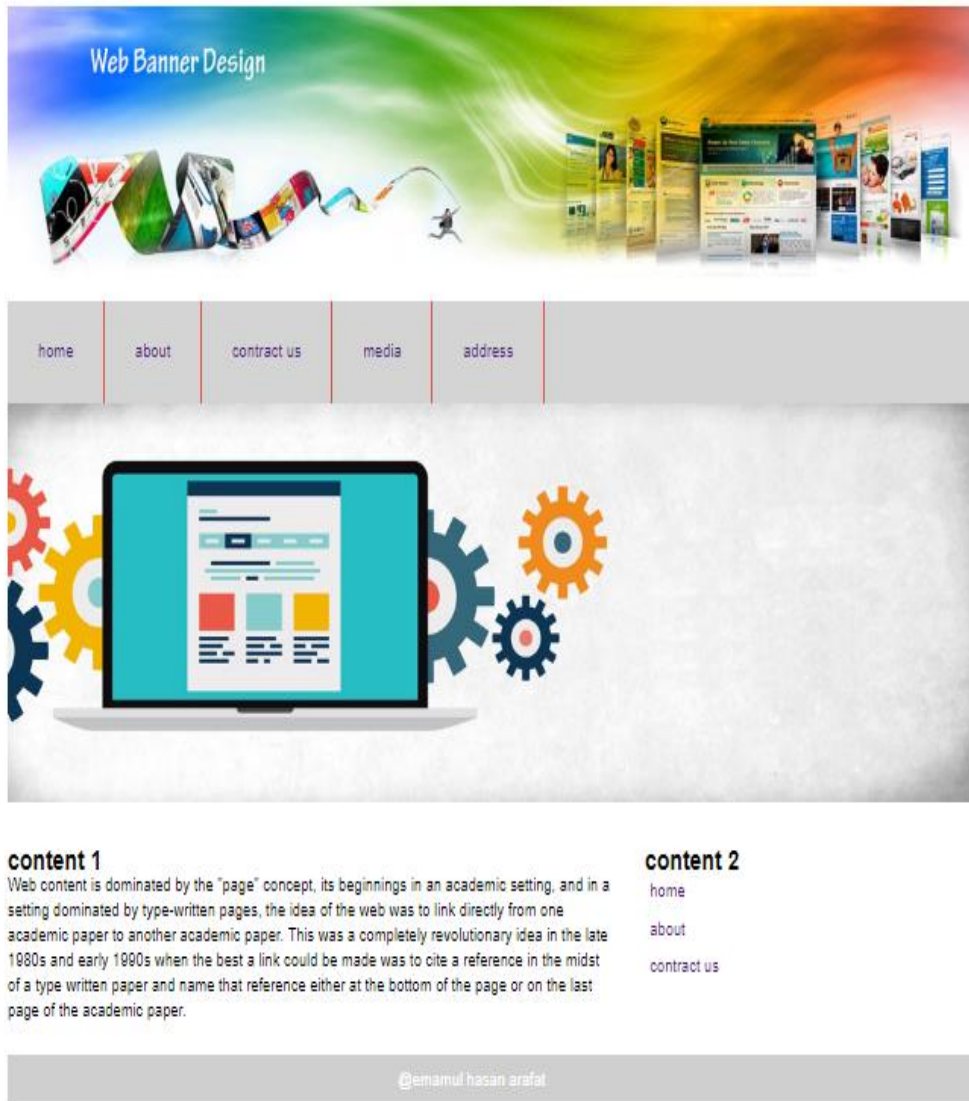 Web Banner Design
home
about
contract us
media
address
content 1
Web content is dominated by the "page" concept, its beginnings in an academic setting, and in a
setting dominated by type-written pages, the idea of the web was to link directly from one
academic paper to another academic paper. This was a completely revolutionary idea in the late
1980s and early 1990s when the best a link could be made was to cite a reference in the midst
of a type written paper and name that reference either at the bottom of the page or on the last
page of the academic paper.
content 2
home
about
contract us
@emamul hasan arafat